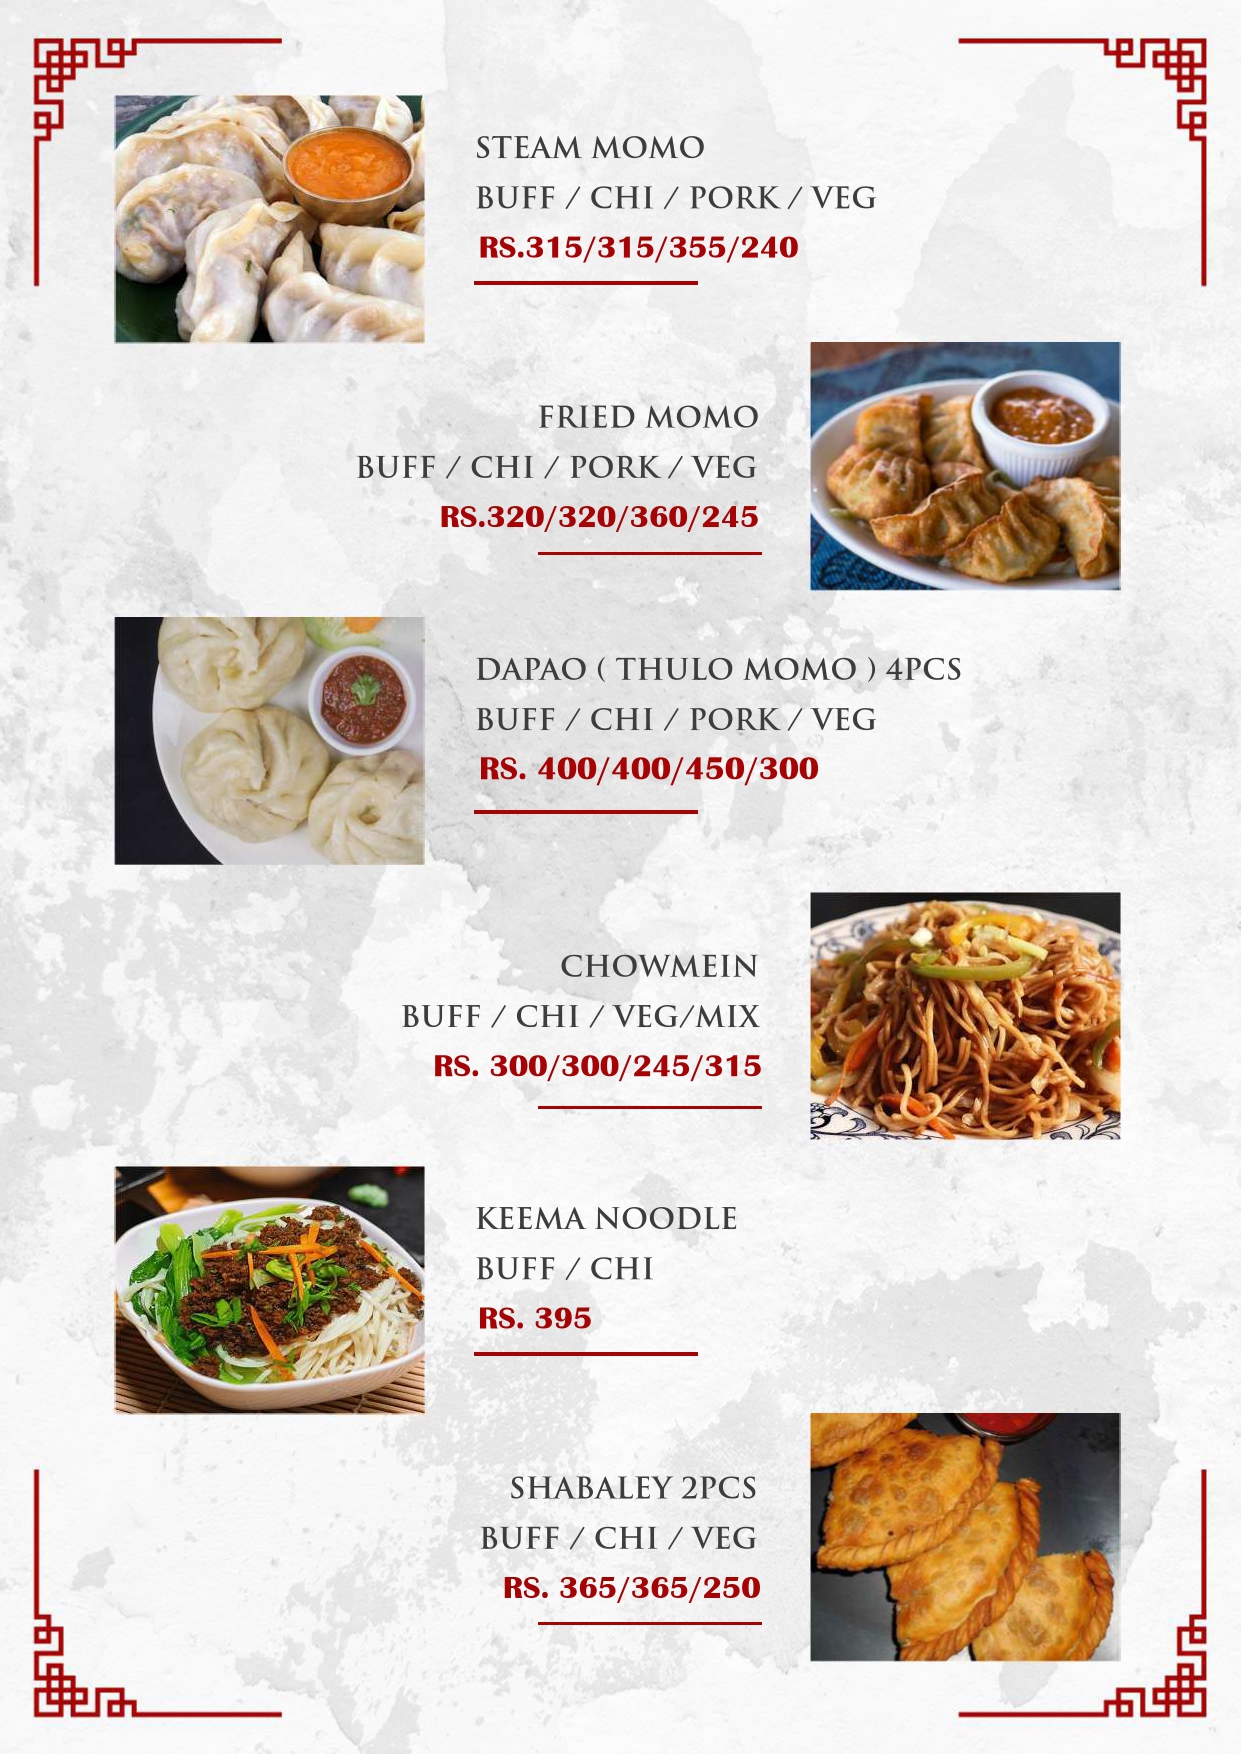 STEAM MOMO
BUFF / CHI / PORK / VEG
RS.315/315/355/240
FRIED MOMO
BUFF / CHI / PORK / VEG
RS.320/320/360/245
DAPAO ( THULO MOMO ) 4PCS
BUFF / CHI / PORK / VEG
RS. 400/400/450/300
CHOWMEIN
BUFF / CHI / VEG/MIX
RS. 300/300/245/315
KEEMA NOODLE
BUFF / CHI
RS. 395
SHABALEY 2PCS
BUFF / CHI / VEG
RS. 365/365/250